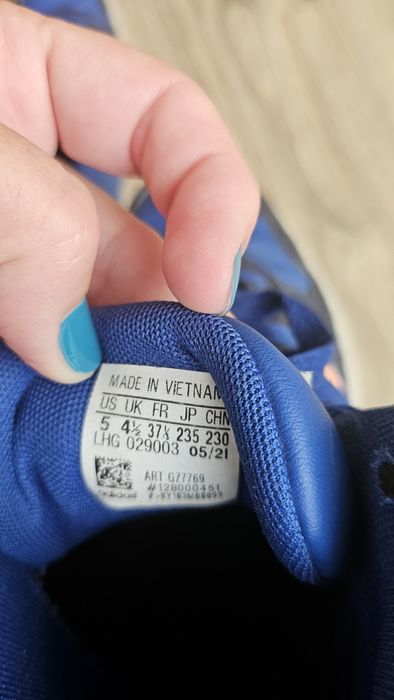 MADE IN VIETNAM
US UK FR JP CHN
5 4½ 37⅓ 235 230
LHG 029003 05/21
ART GZ7769
#128000451
adidas